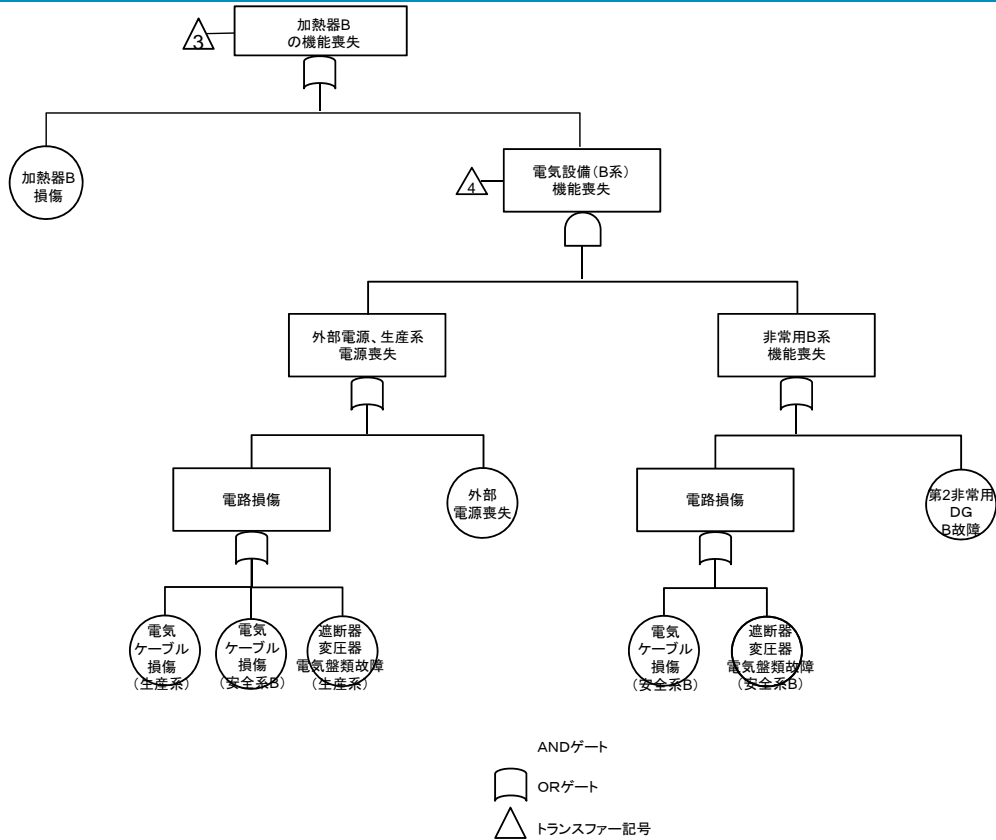 加熱器B
の機能喪失
3
加熱器B
損傷
電気設備（B系）
機能喪失
4
外部電源、生産系
電源喪失
非常用B系
機能喪失
電路損傷
外部
電源喪失
電路損傷
第2非常用
DG
B故障
電気
ケーブル
損傷
（生産系）
電気
ケーブル
損傷
（安全系B）
遮断器
変圧器
電気盤類故障
（生産系）
電気
ケーブル
損傷
（安全系B）
遮断器
変圧器
電気盤類故障
（安全系B）
ANDゲート
ORゲート
トランスファー記号